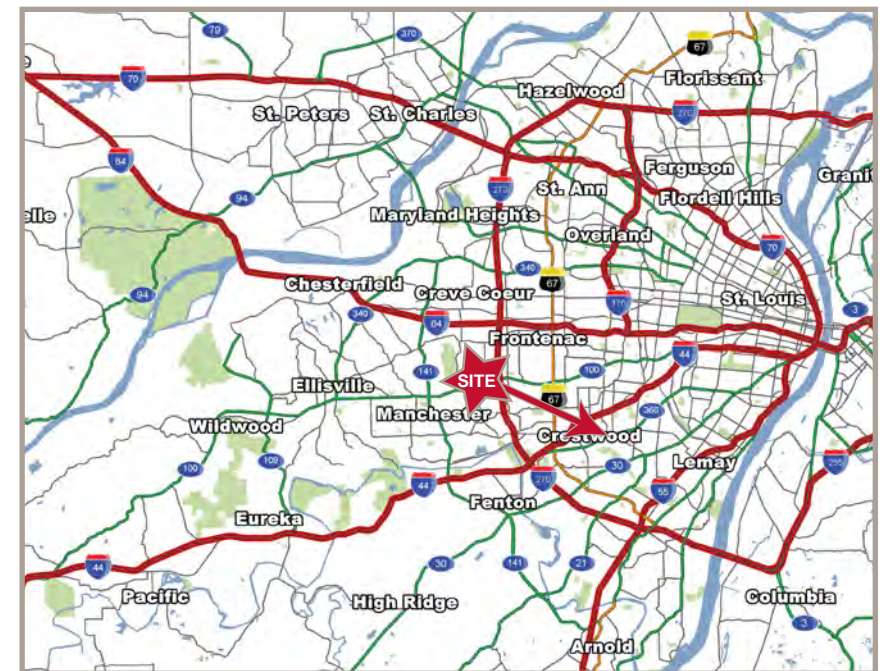 79
370
67
Florissant
70
Hazelwood
270
St. Peters
St. Charles
64
Ferguson
270
St. Ann
94
Flordell Hills
elle
Maryland Heights
Overland
70
340
67
Chesterfield
94
Creve Coeur
170
St. Louis
3
340
64
Frontenac
44
100
141
SITE
Ellisville
67
Manchester
366
Wildwood
Crestwood
Lemay
109
100
30
255
44
270
55
Fenton
Eureka
44
30
141
21
Pacific
High Ridge
Columbia
3
Arnold